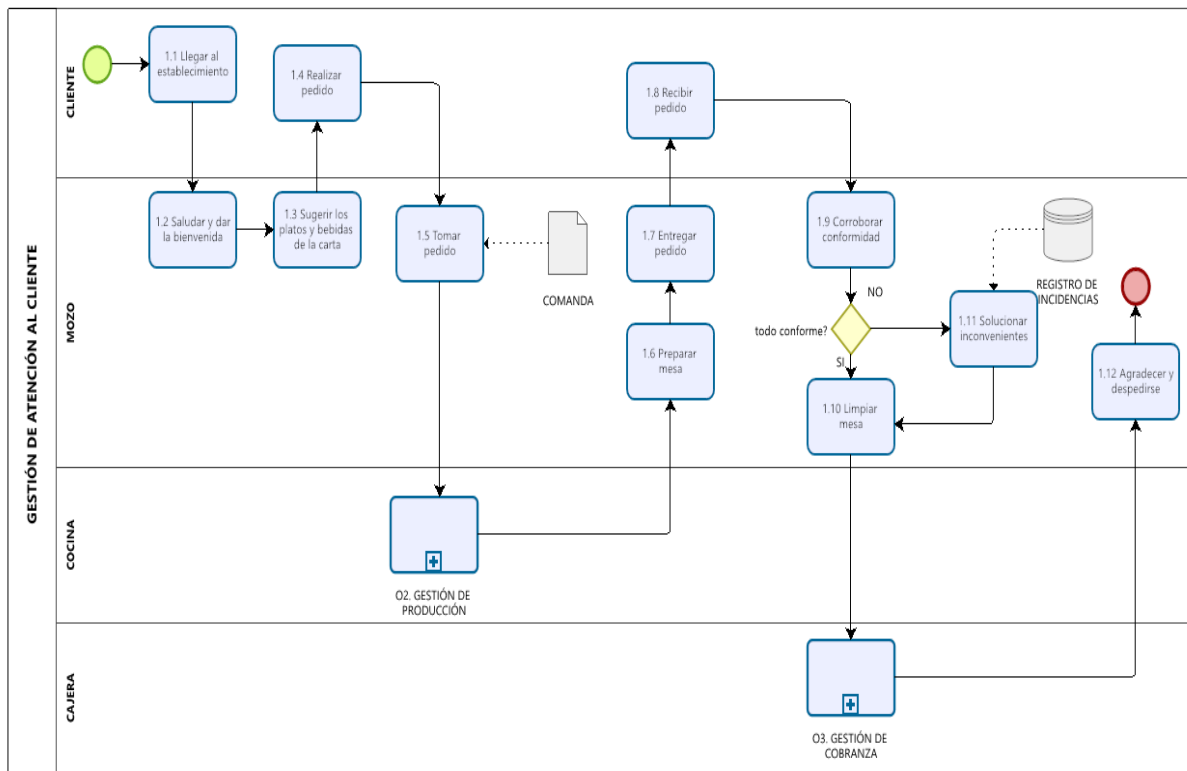 GESTIÓN DE ATENCIÓN AL CLIENTE
CLIENTE
1.1 Llegar al
establecimiento
1.4 Realizar
pedido
1.8 Recibir
pedido
MOZO
1.2 Saludar y dar
la bienvenida
1.3 Sugerir los
platos y bebidas
de la carta
1.5 Tomar
pedido
COMANDA
1.7 Entregar
pedido
1.6 Preparar
mesa
1.9 Corroborar
conformidad
NO
todo conforme?
SI
1.10 Limpiar
mesa
1.11 Solucionar
inconvenientes
REGISTRO DE
INCIDENCIAS
1.12 Agradecer y
despedirse
COCINA
O2. GESTIÓN DE
PRODUCCIÓN
CAJERA
O3. GESTIÓN DE
COBRANZA